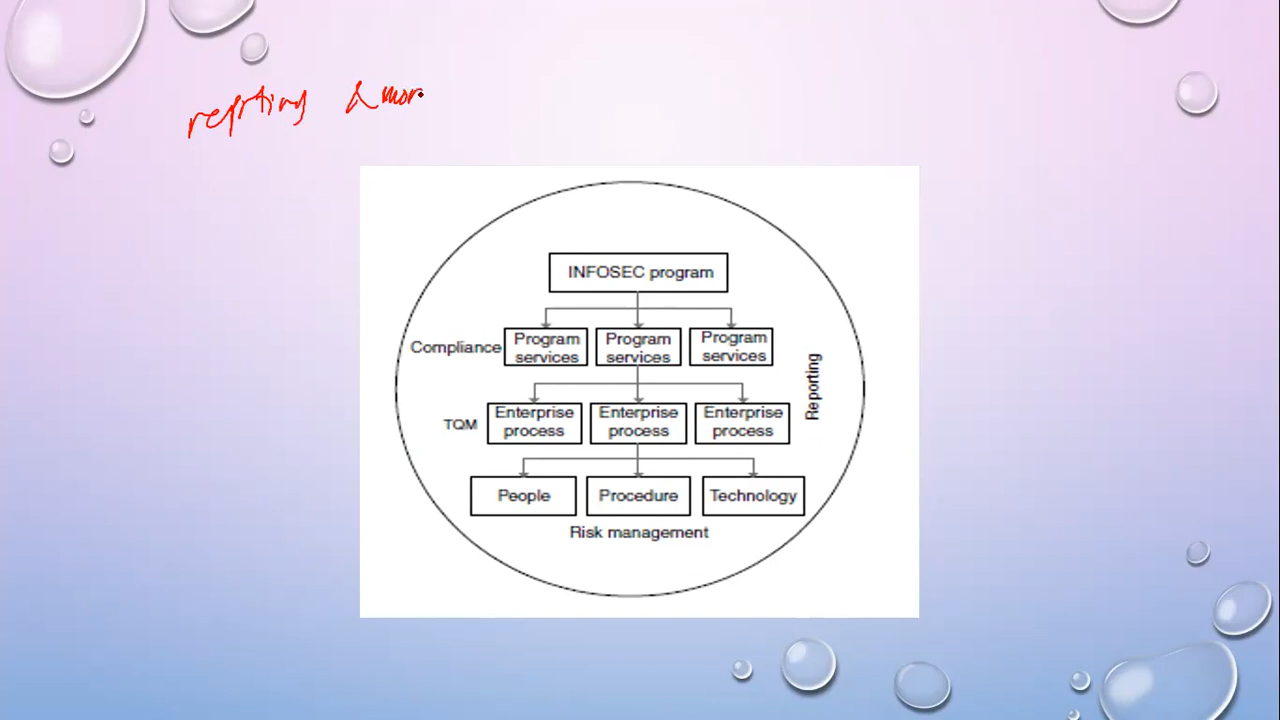 reporting & mor
INFOSEC program
Compliance
Program services
Program services
Program services
Reporting
TQM
Enterprise process
Enterprise process
Enterprise process
People
Procedure
Technology
Risk management